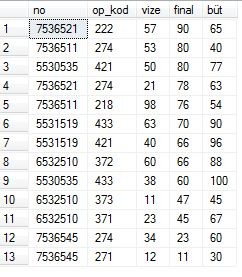 no op_kod vize final büt
1 7536521 222 57 90 65
2 7536511 274 53 80 40
3 5530535 421 50 80 77
4 7536521 274 21 78 63
5 7536511 218 98 76 54
6 5531519 433 63 70 90
7 5531519 421 40 66 96
8 6532510 372 60 66 88
9 5530535 433 38 60 100
10 6532510 373 11 47 45
11 6532510 371 23 45 67
12 7536545 274 34 23 60
13 7536545 271 12 11 30